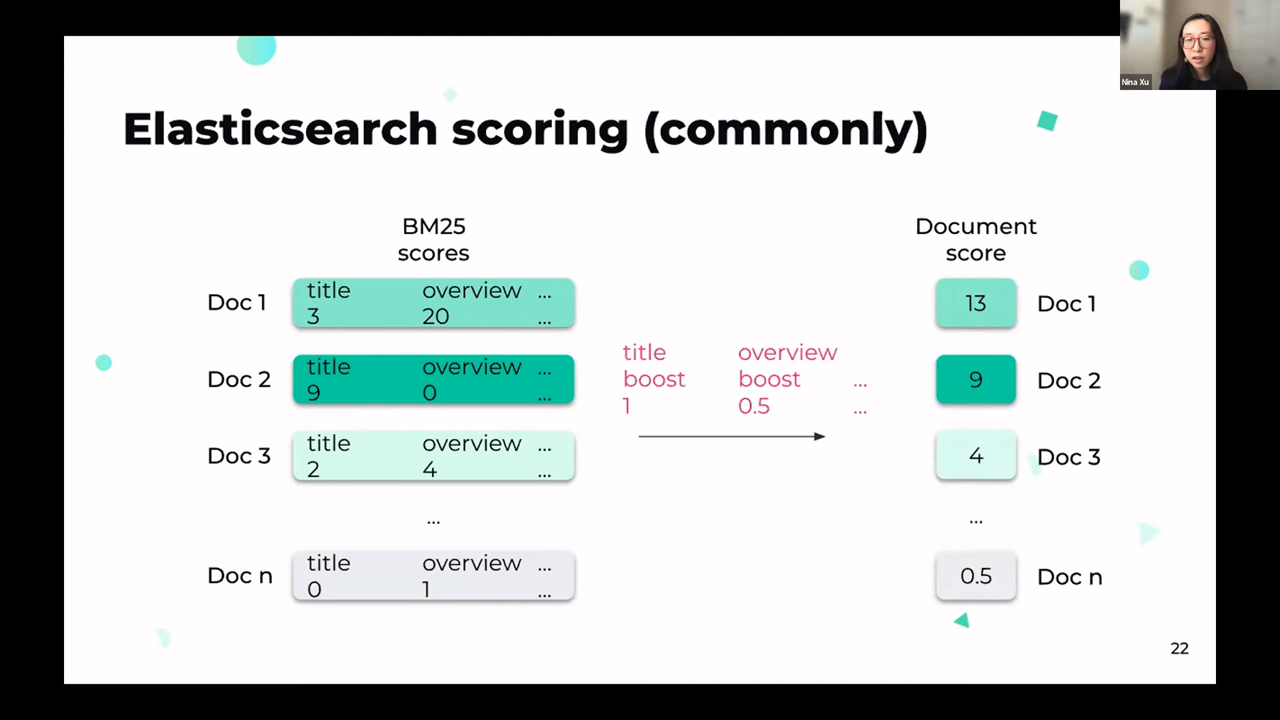 Nina Xu
Elasticsearch scoring (commonly)
BM25
scores
Document
score
Doc 1
title overview ...
3 20 ...
13
Doc 1
Doc 2
title overview ...
9 0 ...
title overview
boost boost ...
1 0.5 ...
9
Doc 2
Doc 3
title overview ...
2 4 ...
4
Doc 3
...
...
Doc n
title overview ...
0 1 ...
0.5
Doc n
22